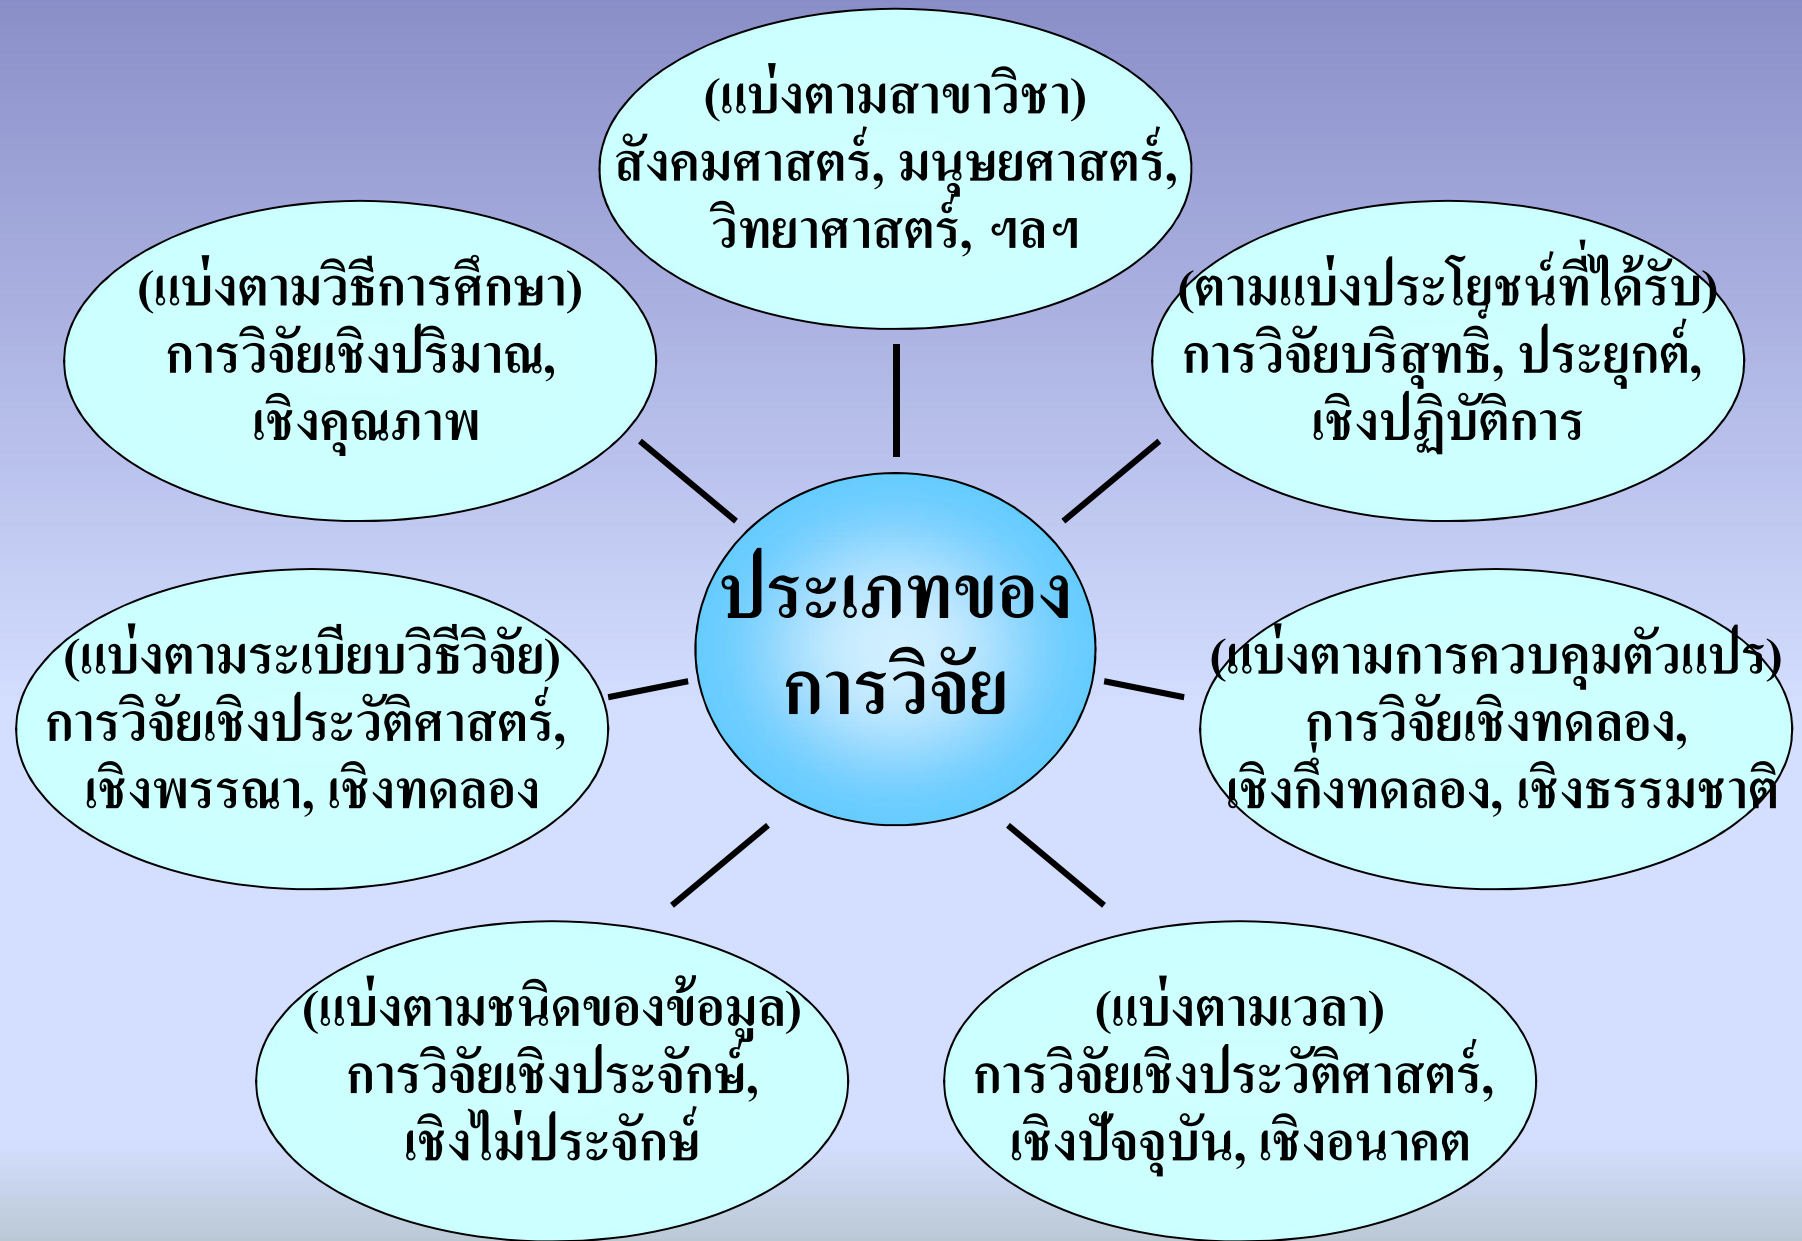 (แบ่งตามสาขาวิชา)
สังคมศาสตร์, มนุษยศาสตร์,
วิทยาศาสตร์, ฯลฯ
(แบ่งตามวิธีการศึกษา)
การวิจัยเชิงปริมาณ,
เชิงคุณภาพ
(ตามแบ่งประโยชน์ที่ได้รับ)
การวิจัยบริสุทธิ์, ประยุกต์,
เชิงปฏิบัติการ
ประเภทของ
การวิจัย
(แบ่งตามระเบียบวิธีวิจัย)
การวิจัยเชิงประวัติศาสตร์,
เชิงพรรณา, เชิงทดลอง
(แบ่งตามการควบคุมตัวแปร)
การวิจัยเชิงทดลอง,
เชิงกึ่งทดลอง, เชิงธรรมชาติ
(แบ่งตามชนิดของข้อมูล)
การวิจัยเชิงประจักษ์,
เชิงไม่ประจักษ์
(แบ่งตามเวลา)
การวิจัยเชิงประวัติศาสตร์,
เชิงปัจจุบัน, เชิงอนาคต